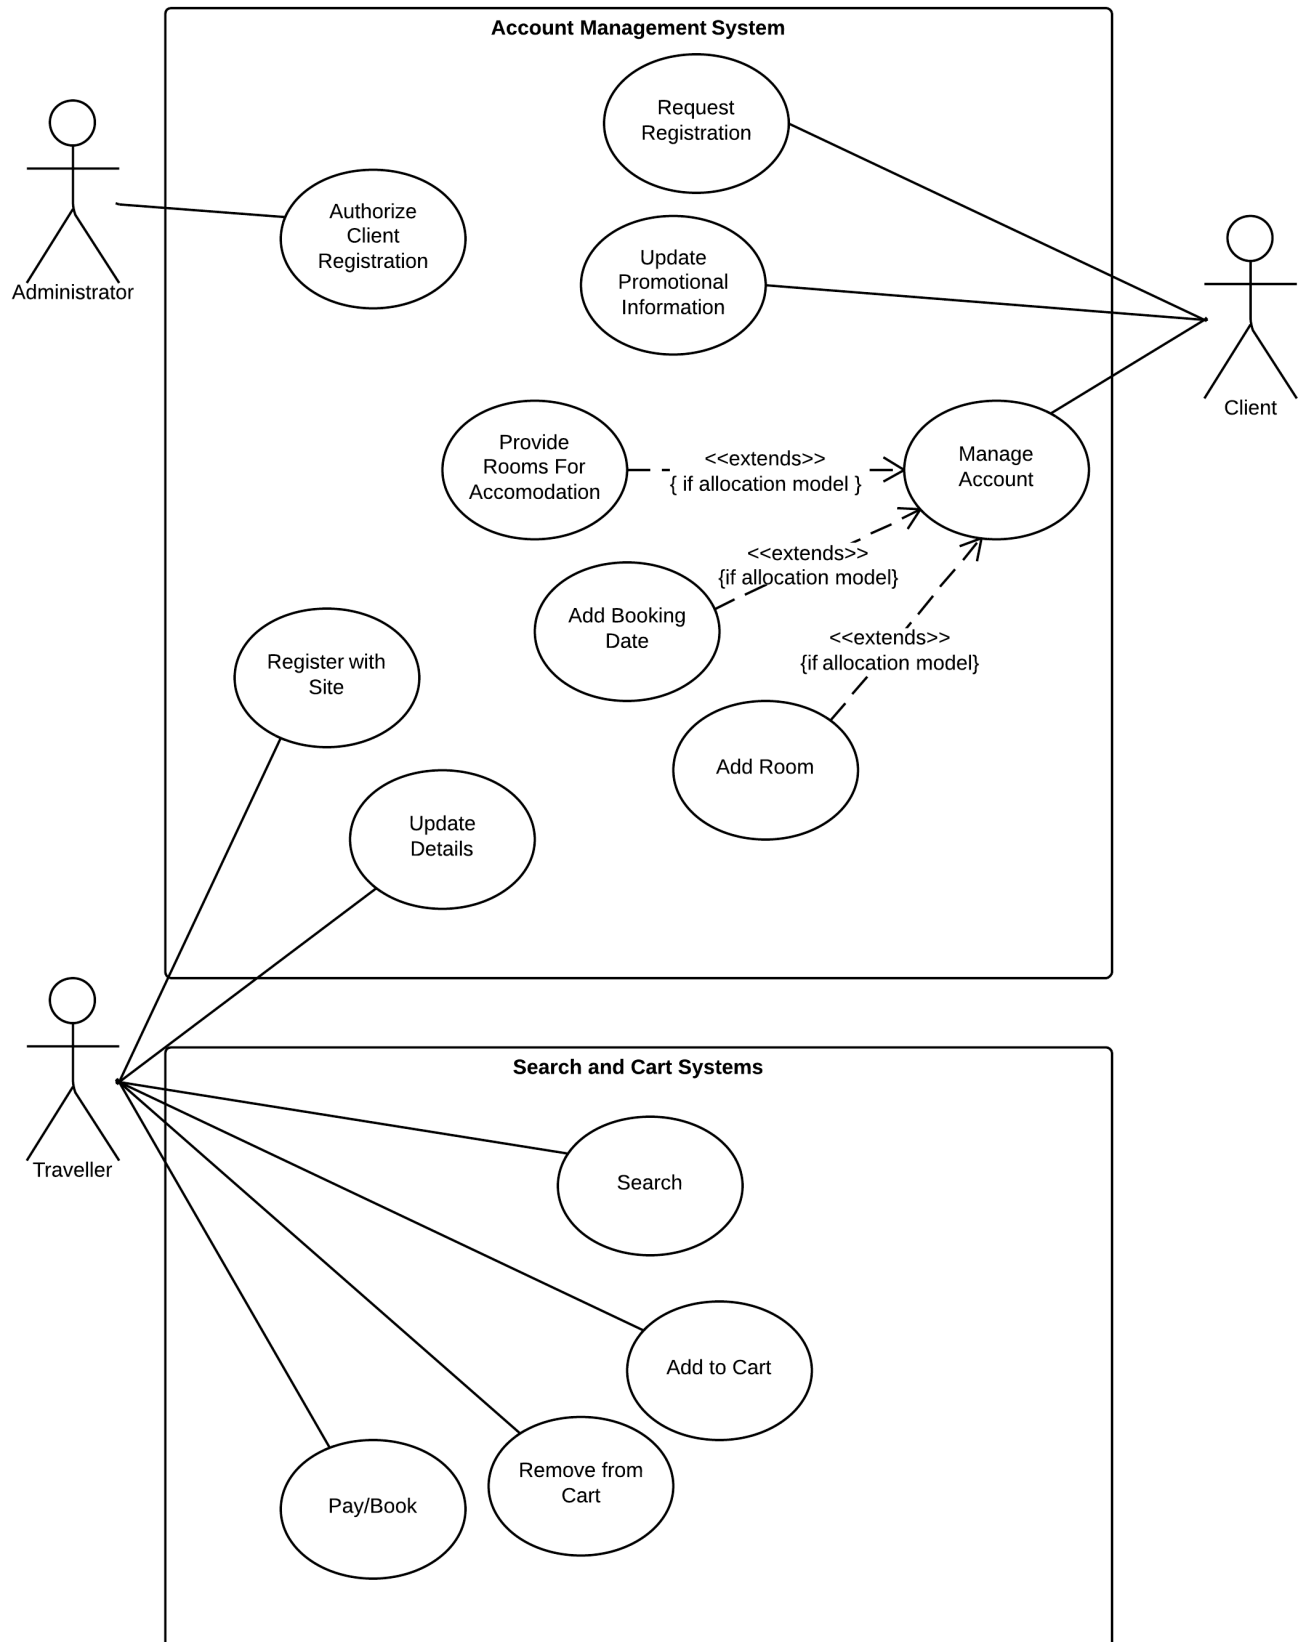 Account Management System
Request
Registration
Authorize
Client
Registration
Administrator
Update
Promotional
Information
Client
Provide
Rooms For
Accomodation
<<extends>>
{ if allocation model }
Manage
Account
<<extends>>
{if allocation model}
Add Booking
Date
<<extends>>
{if allocation model}
Register with
Site
Add Room
Update
Details
Search and Cart Systems
Traveller
Search
Add to Cart
Remove from
Cart
Pay/Book